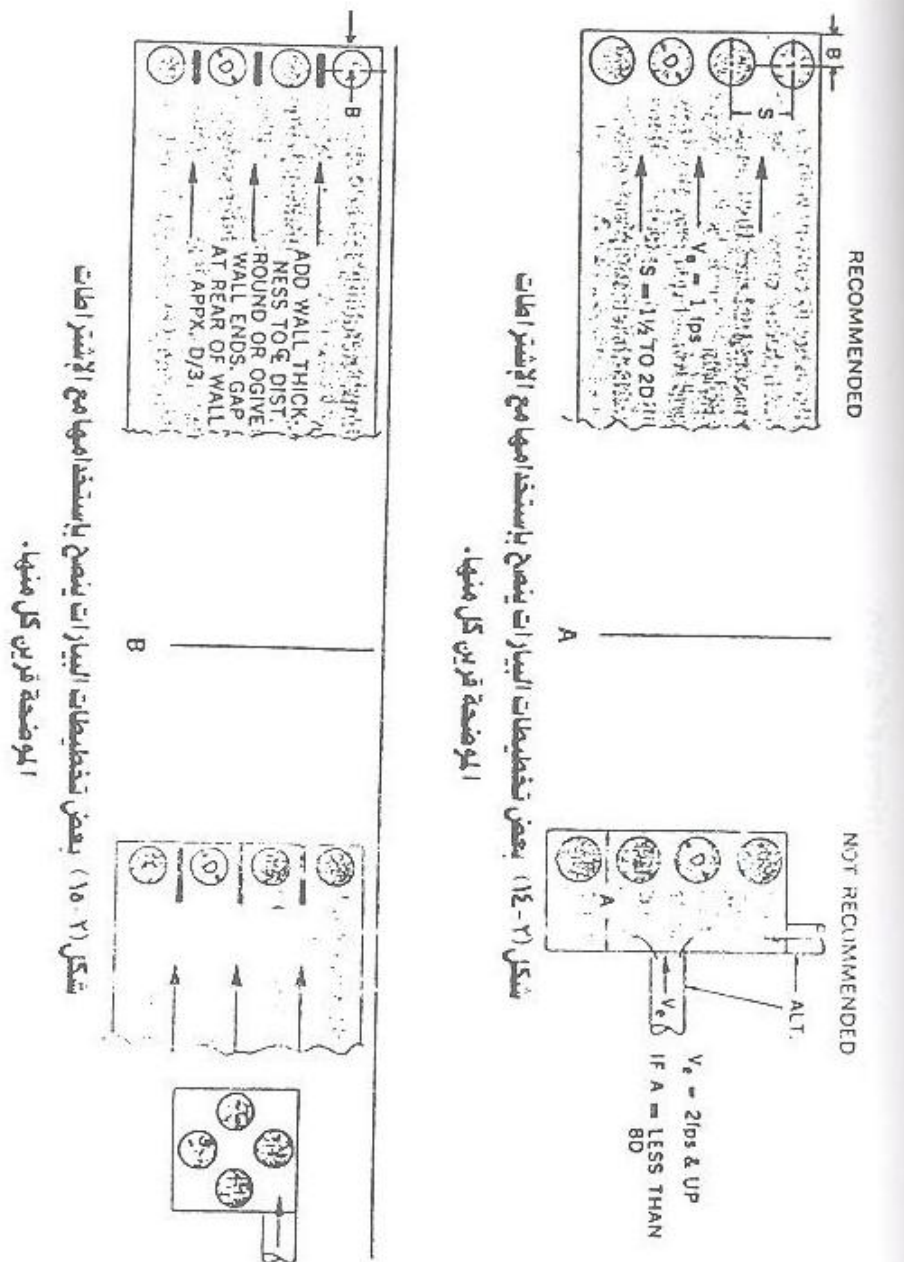 RECOMMENDED
NOT RECOMMENDED
B
S
D
Vₑ = 1 fps
S = 1½ TO 2D
A
D
A
Vₑ
ALT.
Vₑ = 2fps & UP
IF A = LESS THAN
8D
شكل (٢-١٤) بعض تخطيطات البيارات ينصح بإستخدامها مع الإشتراطات
الموضحة قرين كل منها.
B
D
ADD WALL THICK.
NESS TO ℄ DIST.
ROUND OR OGIVE
WALL ENDS. GAP
AT REAR OF WALL
APPX. D/3.
B
D
شكل (٢-١٥) بعض تخطيطات البيارات ينصح بإستخدامها مع الإشتراطات
الموضحة قرين كل منها.